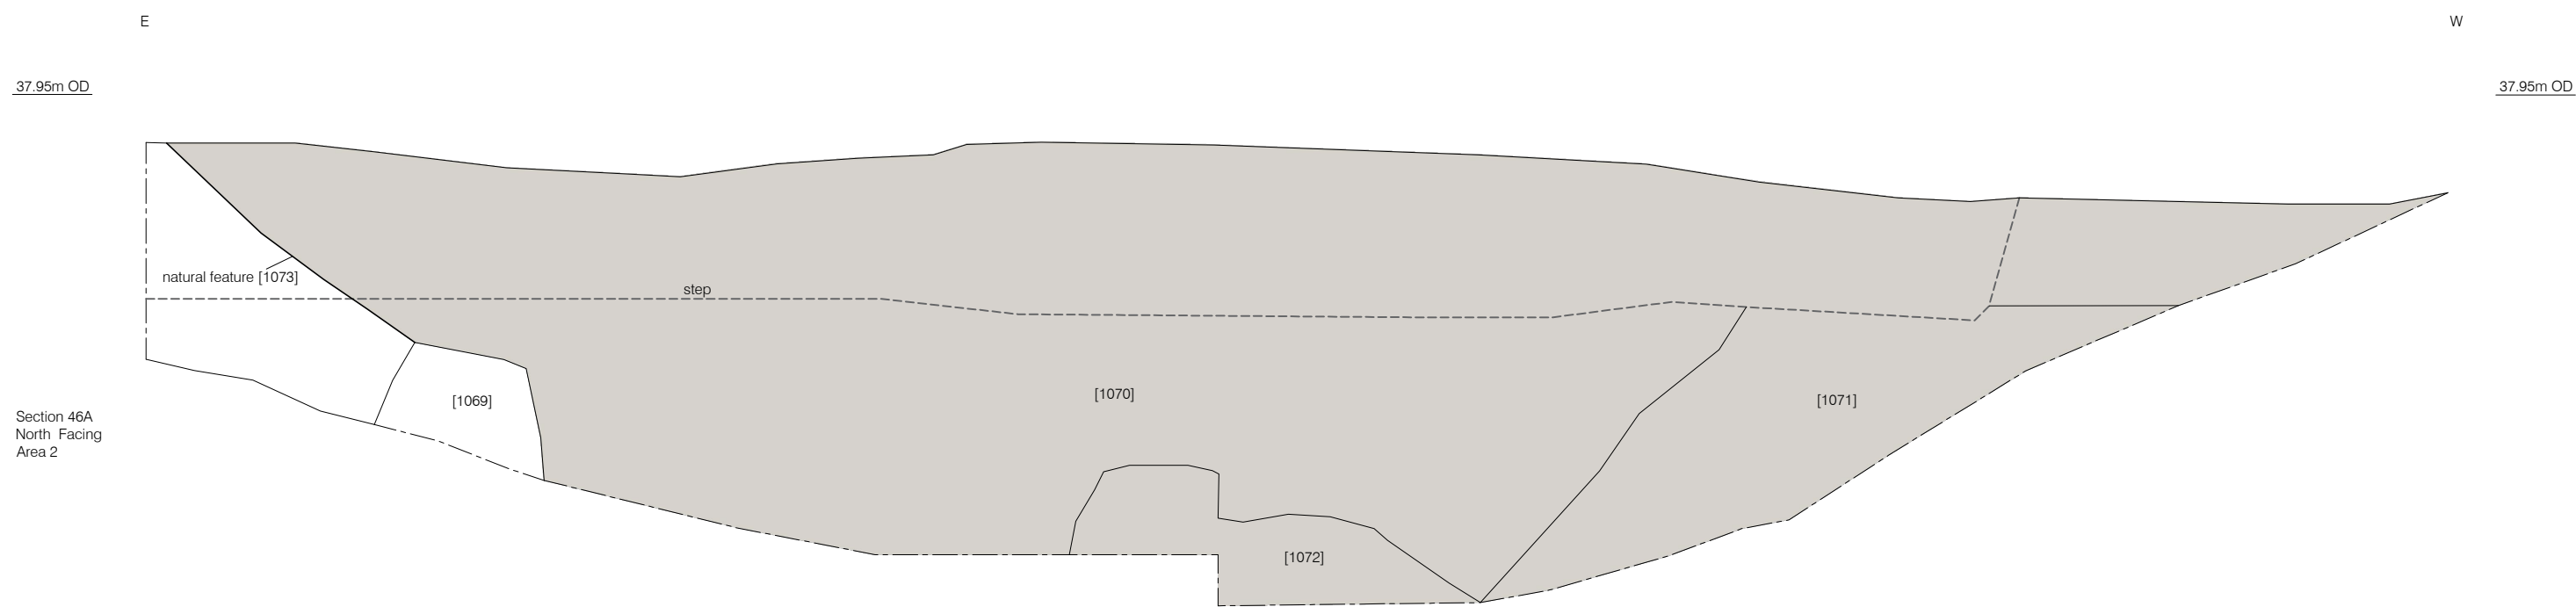 E
W
37.95m OD
37.95m OD
natural feature [1073]
step
[1070]
[1069]
[1071]
Section 46A
North Facing
Area 2
[1072]